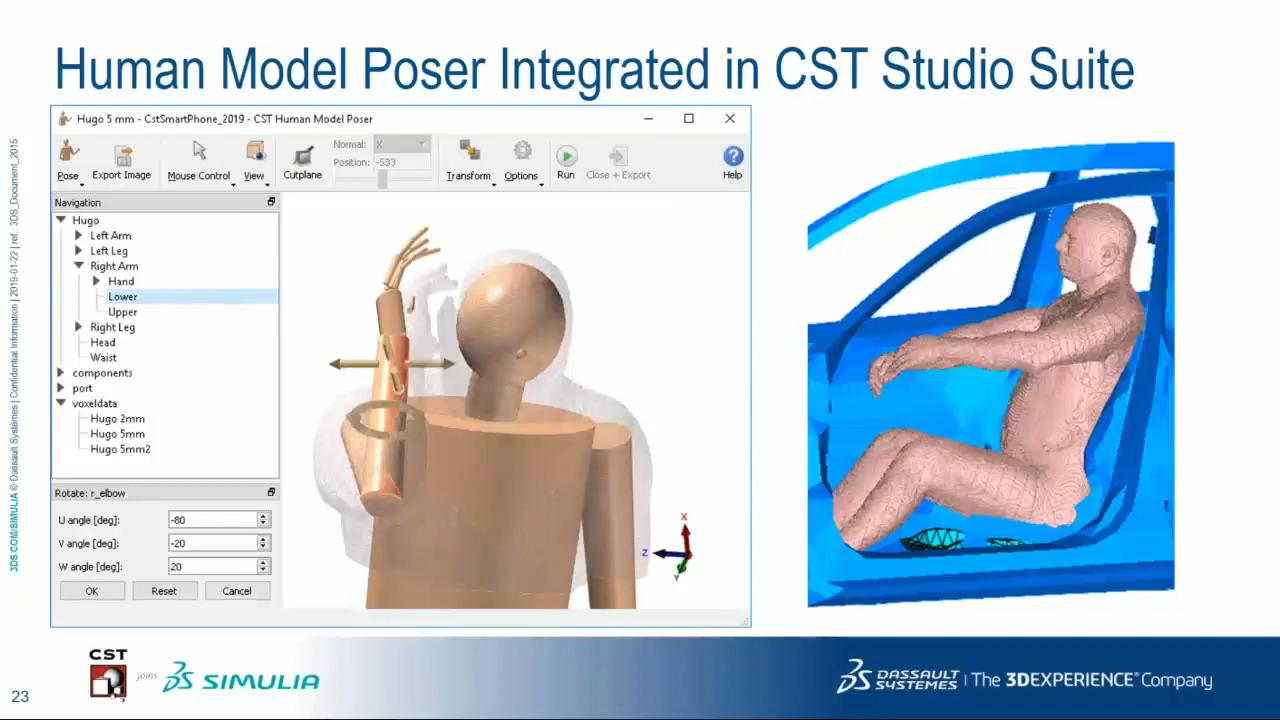 Human Model Poser Integrated in CST Studio Suite
Hugo 5 mm - CstSmartPhone_2019 - CST Human Model Poser
Pose
Export Image
Mouse Control
View
Cutplane
Normal: X
Position: -533
Transform
Options
Run
Close + Export
Help
Navigation
Hugo
Left Arm
Left Leg
Right Arm
Hand
Lower
Upper
Right Leg
Head
Waist
components
port
voxeldata
Hugo 2mm
Hugo 5mm
Hugo 5mm2
Rotate: r_elbow
U angle [deg]: -80
V angle [deg]: -20
W angle [deg]: 20
OK Reset Cancel
X
Z
Y
3DS.COM/SIMULIA © Dassault Systèmes | Confidential Information | 2019-01-22 | ref.: 3DS_Document_2015
CST
joins
SIMULIA
DASSAULT SYSTEMES | The 3DEXPERIENCE® Company
23